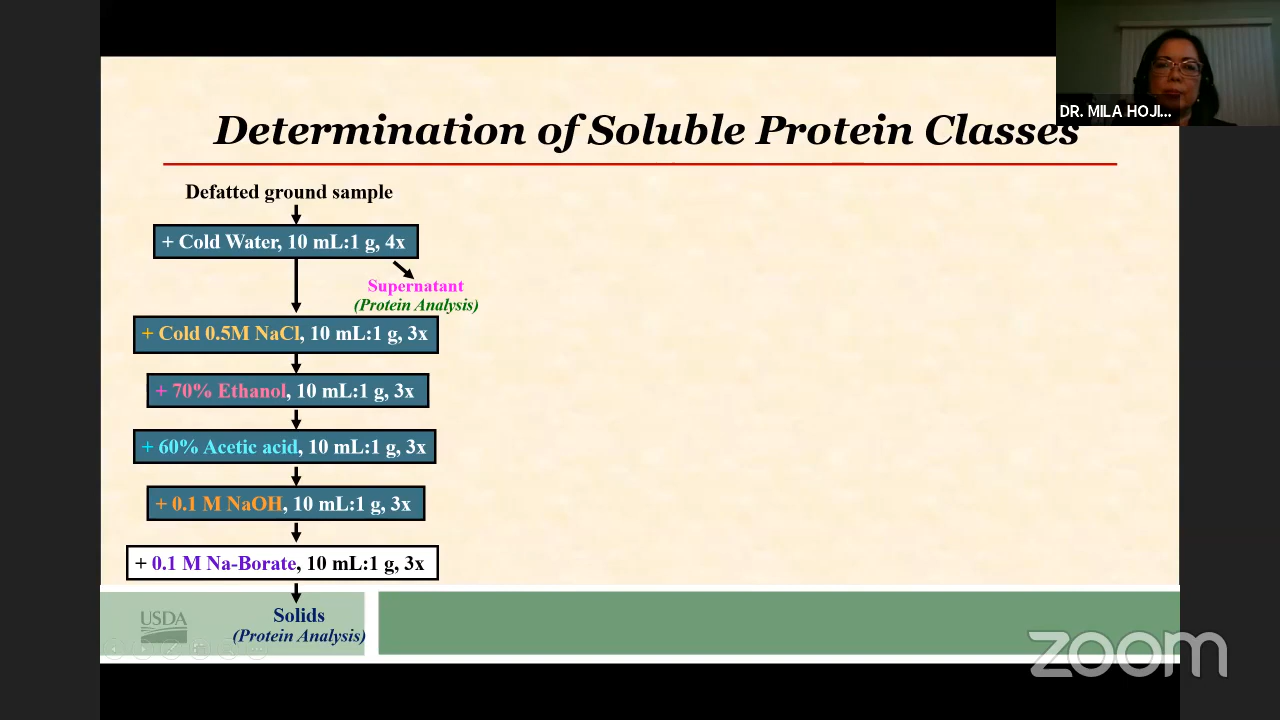 DR. MILA HOJI...
Determination of Soluble Protein Classes
Defatted ground sample
+ Cold Water, 10 mL:1 g, 4x
Supernatant
(Protein Analysis)
+ Cold 0.5M NaCl, 10 mL:1 g, 3x
+ 70% Ethanol, 10 mL:1 g, 3x
+ 60% Acetic acid, 10 mL:1 g, 3x
+ 0.1 M NaOH, 10 mL:1 g, 3x
+ 0.1 M Na-Borate, 10 mL:1 g, 3x
Solids
(Protein Analysis)
USDA
zoom